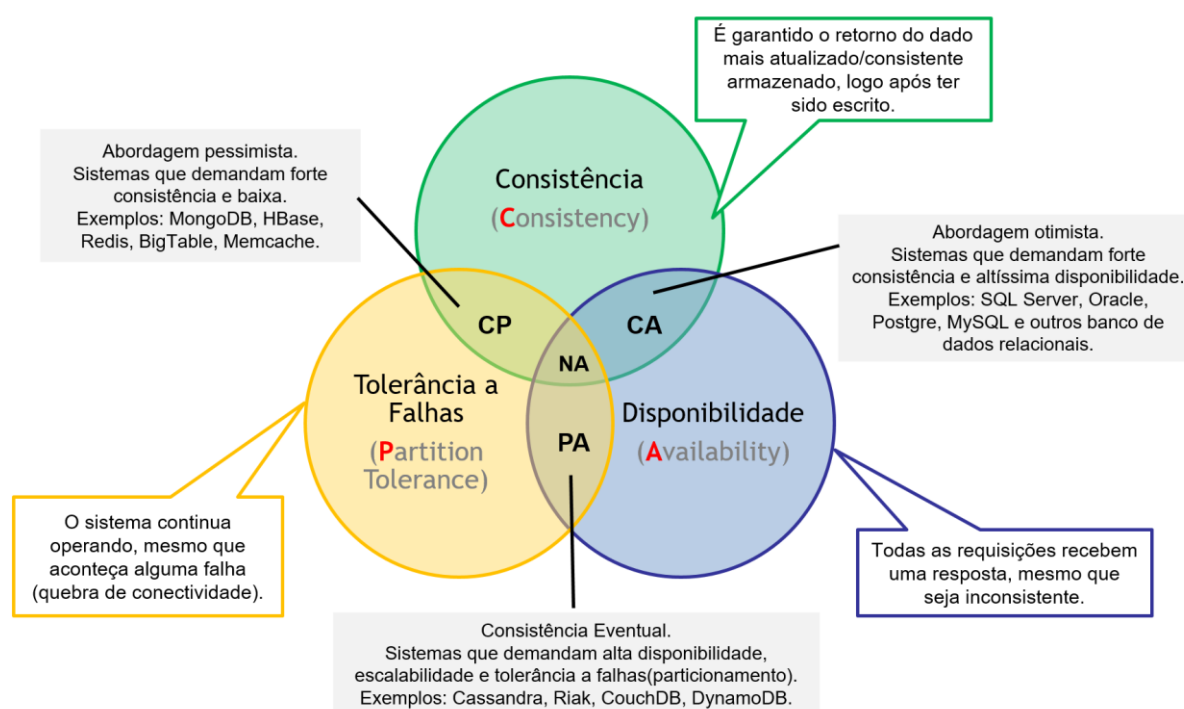 É garantido o retorno do dado
mais atualizado/consistente
armazenado, logo após ter
sido escrito.
Abordagem pessimista.
Sistemas que demandam forte
consistência e baixa.
Exemplos: MongoDB, HBase,
Redis, BigTable, Memcache.
Consistência
(Consistency)
Abordagem otimista.
Sistemas que demandam forte
consistência e altíssima disponibilidade.
Exemplos: SQL Server, Oracle,
Postgre, MySQL e outros banco de
dados relacionais.
CP
CA
NA
Tolerância a
Falhas
(Partition
Tolerance)
PA
Disponibilidade
(Availability)
O sistema continua
operando, mesmo que
aconteça alguma falha
(quebra de conectividade).
Todas as requisições recebem
uma resposta, mesmo que
seja inconsistente.
Consistência Eventual.
Sistemas que demandam alta disponibilidade,
escalabilidade e tolerância a falhas(particionamento).
Exemplos: Cassandra, Riak, CouchDB, DynamoDB.